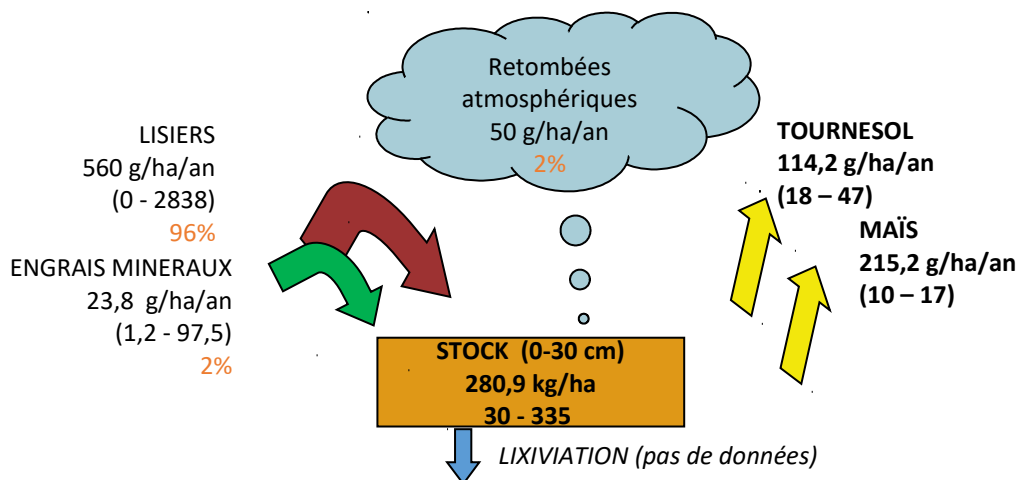 Retombées
atmosphériques
50 g/ha/an
2%
LISIERS
560 g/ha/an
(0 - 2838)
96%
ENGRAIS MINERAUX
23,8 g/ha/an
(1,2 - 97,5)
2%
TOURNESOL
114,2 g/ha/an
(18 – 47)
MAÏS
215,2 g/ha/an
(10 – 17)
STOCK (0-30 cm)
280,9 kg/ha
30 - 335
LIXIVIATION (pas de données)